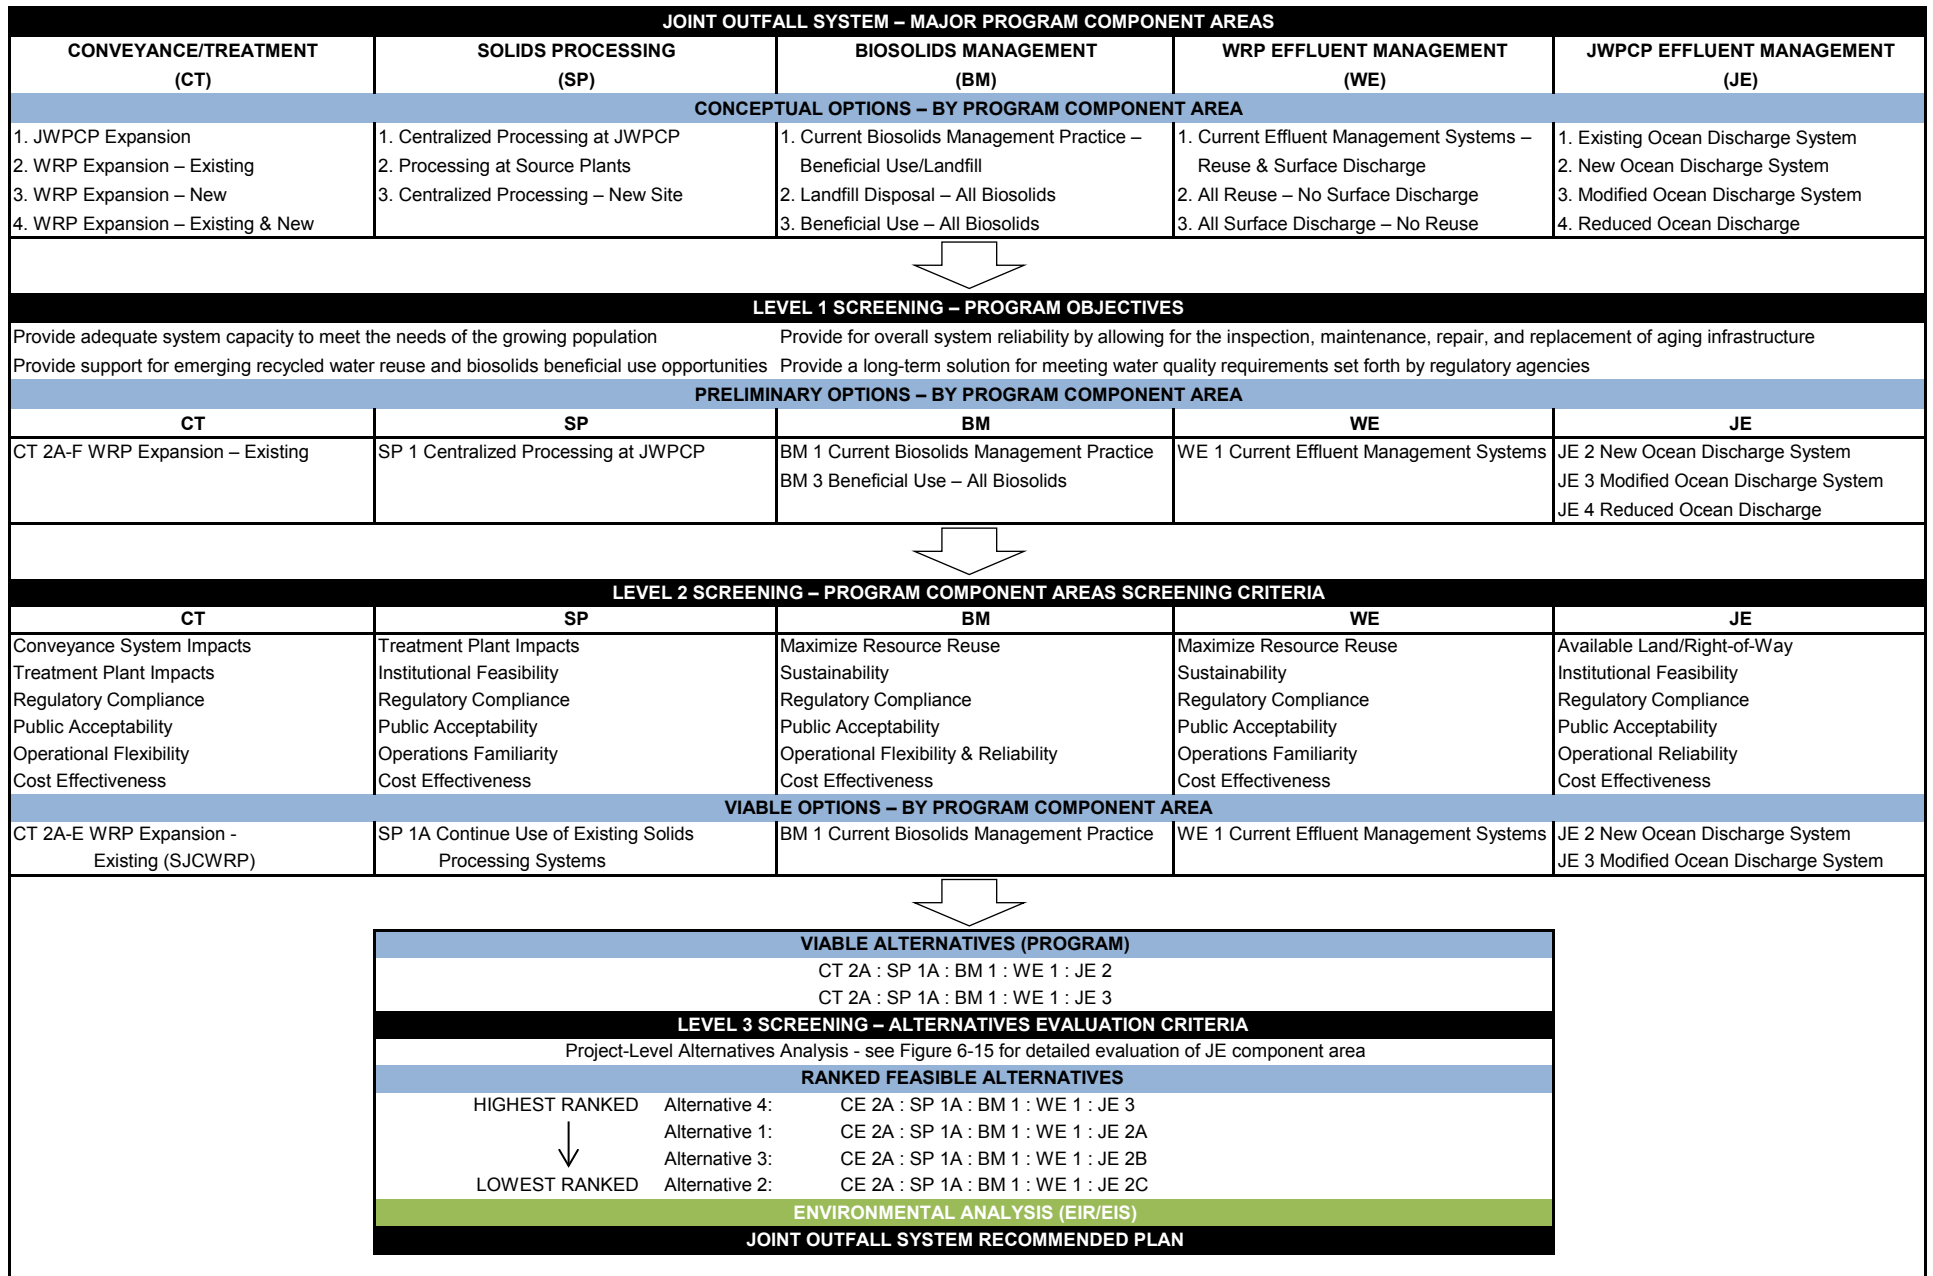 JOINT OUTFALL SYSTEM – MAJOR PROGRAM COMPONENT AREAS
CONVEYANCE/TREATMENT
(CT)
SOLIDS PROCESSING
(SP)
BIOSOLIDS MANAGEMENT
(BM)
WRP EFFLUENT MANAGEMENT
(WE)
JWPCP EFFLUENT MANAGEMENT
(JE)
CONCEPTUAL OPTIONS – BY PROGRAM COMPONENT AREA
1. JWPCP Expansion
2. WRP Expansion – Existing
3. WRP Expansion – New
4. WRP Expansion – Existing & New
1. Centralized Processing at JWPCP
2. Processing at Source Plants
3. Centralized Processing – New Site
1. Current Biosolids Management Practice –
Beneficial Use/Landfill
2. Landfill Disposal – All Biosolids
3. Beneficial Use – All Biosolids
1. Current Effluent Management Systems –
Reuse & Surface Discharge
2. All Reuse – No Surface Discharge
3. All Surface Discharge – No Reuse
1. Existing Ocean Discharge System
2. New Ocean Discharge System
3. Modified Ocean Discharge System
4. Reduced Ocean Discharge
LEVEL 1 SCREENING – PROGRAM OBJECTIVES
Provide adequate system capacity to meet the needs of the growing population
Provide for overall system reliability by allowing for the inspection, maintenance, repair, and replacement of aging infrastructure
Provide support for emerging recycled water reuse and biosolids beneficial use opportunities
Provide a long-term solution for meeting water quality requirements set forth by regulatory agencies
PRELIMINARY OPTIONS – BY PROGRAM COMPONENT AREA
CT
SP
BM
WE
JE
CT 2A-F WRP Expansion – Existing
SP 1 Centralized Processing at JWPCP
BM 1 Current Biosolids Management Practice
BM 3 Beneficial Use – All Biosolids
WE 1 Current Effluent Management Systems
JE 2 New Ocean Discharge System
JE 3 Modified Ocean Discharge System
JE 4 Reduced Ocean Discharge
LEVEL 2 SCREENING – PROGRAM COMPONENT AREAS SCREENING CRITERIA
CT
SP
BM
WE
JE
Conveyance System Impacts
Treatment Plant Impacts
Regulatory Compliance
Public Acceptability
Operational Flexibility
Cost Effectiveness
Treatment Plant Impacts
Institutional Feasibility
Regulatory Compliance
Public Acceptability
Operations Familiarity
Cost Effectiveness
Maximize Resource Reuse
Sustainability
Regulatory Compliance
Public Acceptability
Operational Flexibility & Reliability
Cost Effectiveness
Maximize Resource Reuse
Sustainability
Regulatory Compliance
Public Acceptability
Operations Familiarity
Cost Effectiveness
Available Land/Right-of-Way
Institutional Feasibility
Regulatory Compliance
Public Acceptability
Operational Reliability
Cost Effectiveness
VIABLE OPTIONS – BY PROGRAM COMPONENT AREA
CT 2A-E WRP Expansion -
Existing (SJCWRP)
SP 1A Continue Use of Existing Solids
Processing Systems
BM 1 Current Biosolids Management Practice
WE 1 Current Effluent Management Systems
JE 2 New Ocean Discharge System
JE 3 Modified Ocean Discharge System
VIABLE ALTERNATIVES (PROGRAM)
CT 2A : SP 1A : BM 1 : WE 1 : JE 2
CT 2A : SP 1A : BM 1 : WE 1 : JE 3
LEVEL 3 SCREENING – ALTERNATIVES EVALUATION CRITERIA
Project-Level Alternatives Analysis - see Figure 6-15 for detailed evaluation of JE component area
RANKED FEASIBLE ALTERNATIVES
HIGHEST RANKED Alternative 4: CE 2A : SP 1A : BM 1 : WE 1 : JE 3
Alternative 1: CE 2A : SP 1A : BM 1 : WE 1 : JE 2A
Alternative 3: CE 2A : SP 1A : BM 1 : WE 1 : JE 2B
LOWEST RANKED Alternative 2: CE 2A : SP 1A : BM 1 : WE 1 : JE 2C
ENVIRONMENTAL ANALYSIS (EIR/EIS)
JOINT OUTFALL SYSTEM RECOMMENDED PLAN